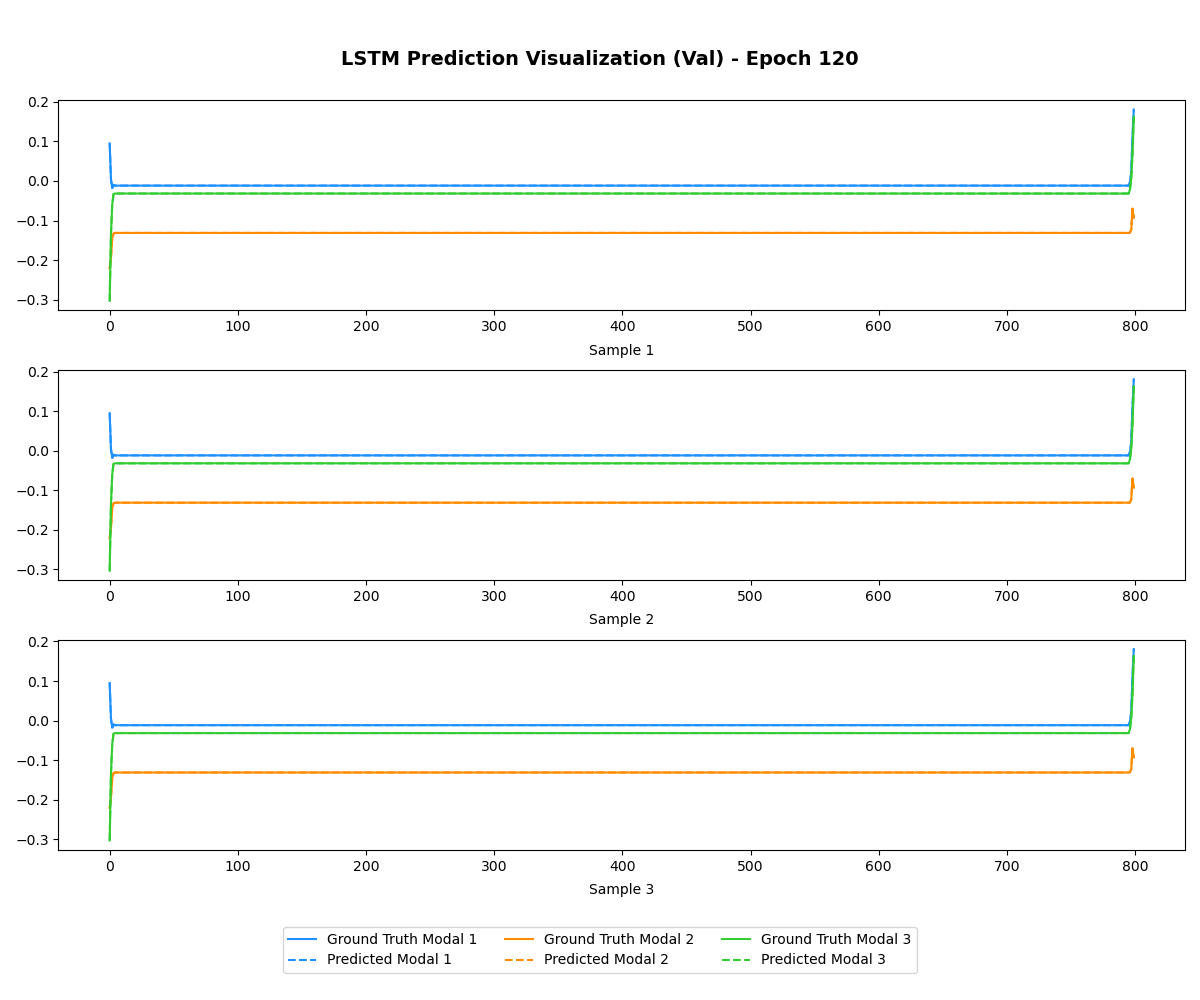 LSTM Prediction Visualization (Val) - Epoch 120
0.2
0.1
0.0
−0.1
−0.2
−0.3
0 100 200 300 400 500 600 700 800
Sample 1
0.2
0.1
0.0
−0.1
−0.2
−0.3
0 100 200 300 400 500 600 700 800
Sample 2
0.2
0.1
0.0
−0.1
−0.2
−0.3
0 100 200 300 400 500 600 700 800
Sample 3
Ground Truth Modal 1 Ground Truth Modal 2 Ground Truth Modal 3
Predicted Modal 1 Predicted Modal 2 Predicted Modal 3